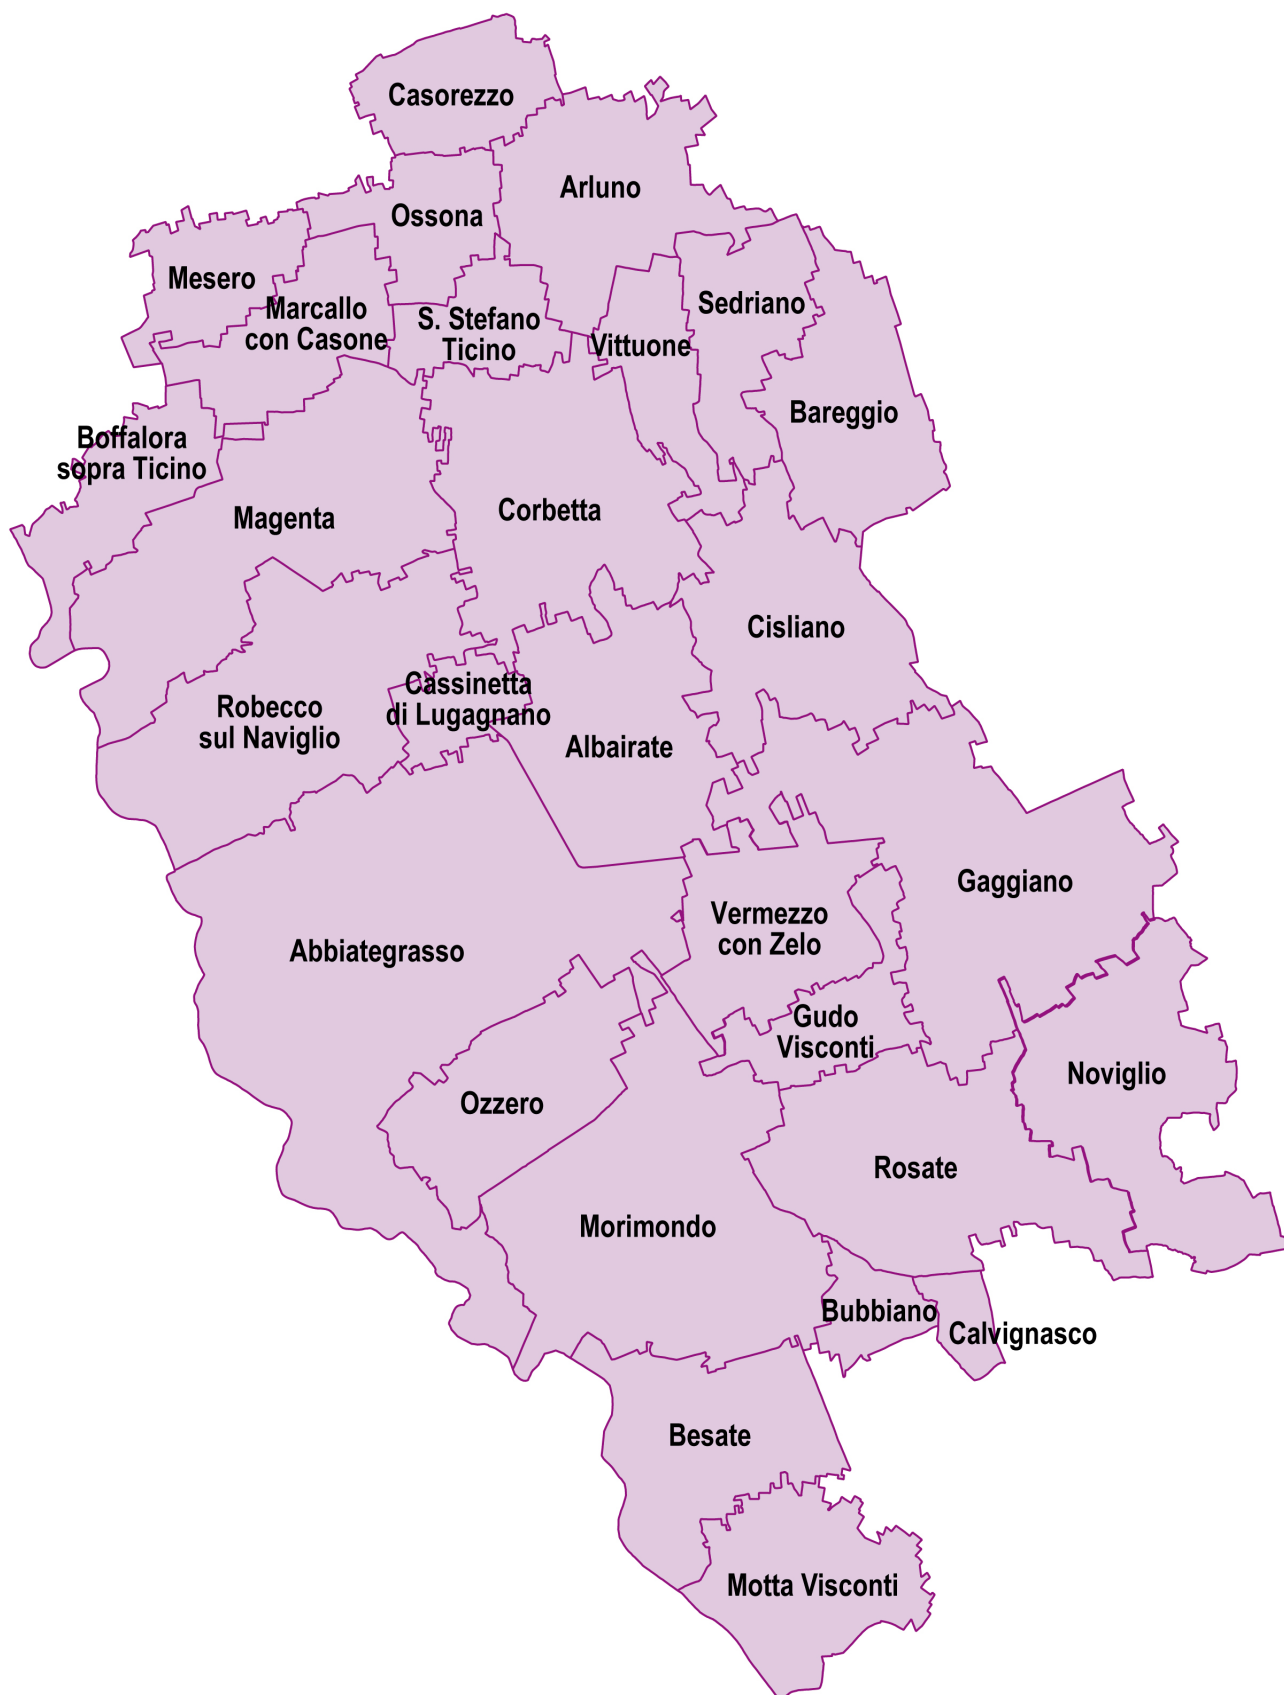 Casorezzo
Arluno
Ossona
Mesero
Marcallo
con Casone
S. Stefano
Ticino
Vittuone
Sedriano
Bareggio
Boffalora
sopra Ticino
Magenta
Corbetta
Cisliano
Robecco
sul Naviglio
Cassinetta
di Lugagnano
Albairate
Gaggiano
Vermezzo
con Zelo
Abbiategrasso
Gudo
Visconti
Noviglio
Ozzero
Rosate
Morimondo
Bubbiano
Calvignasco
Besate
Motta Visconti